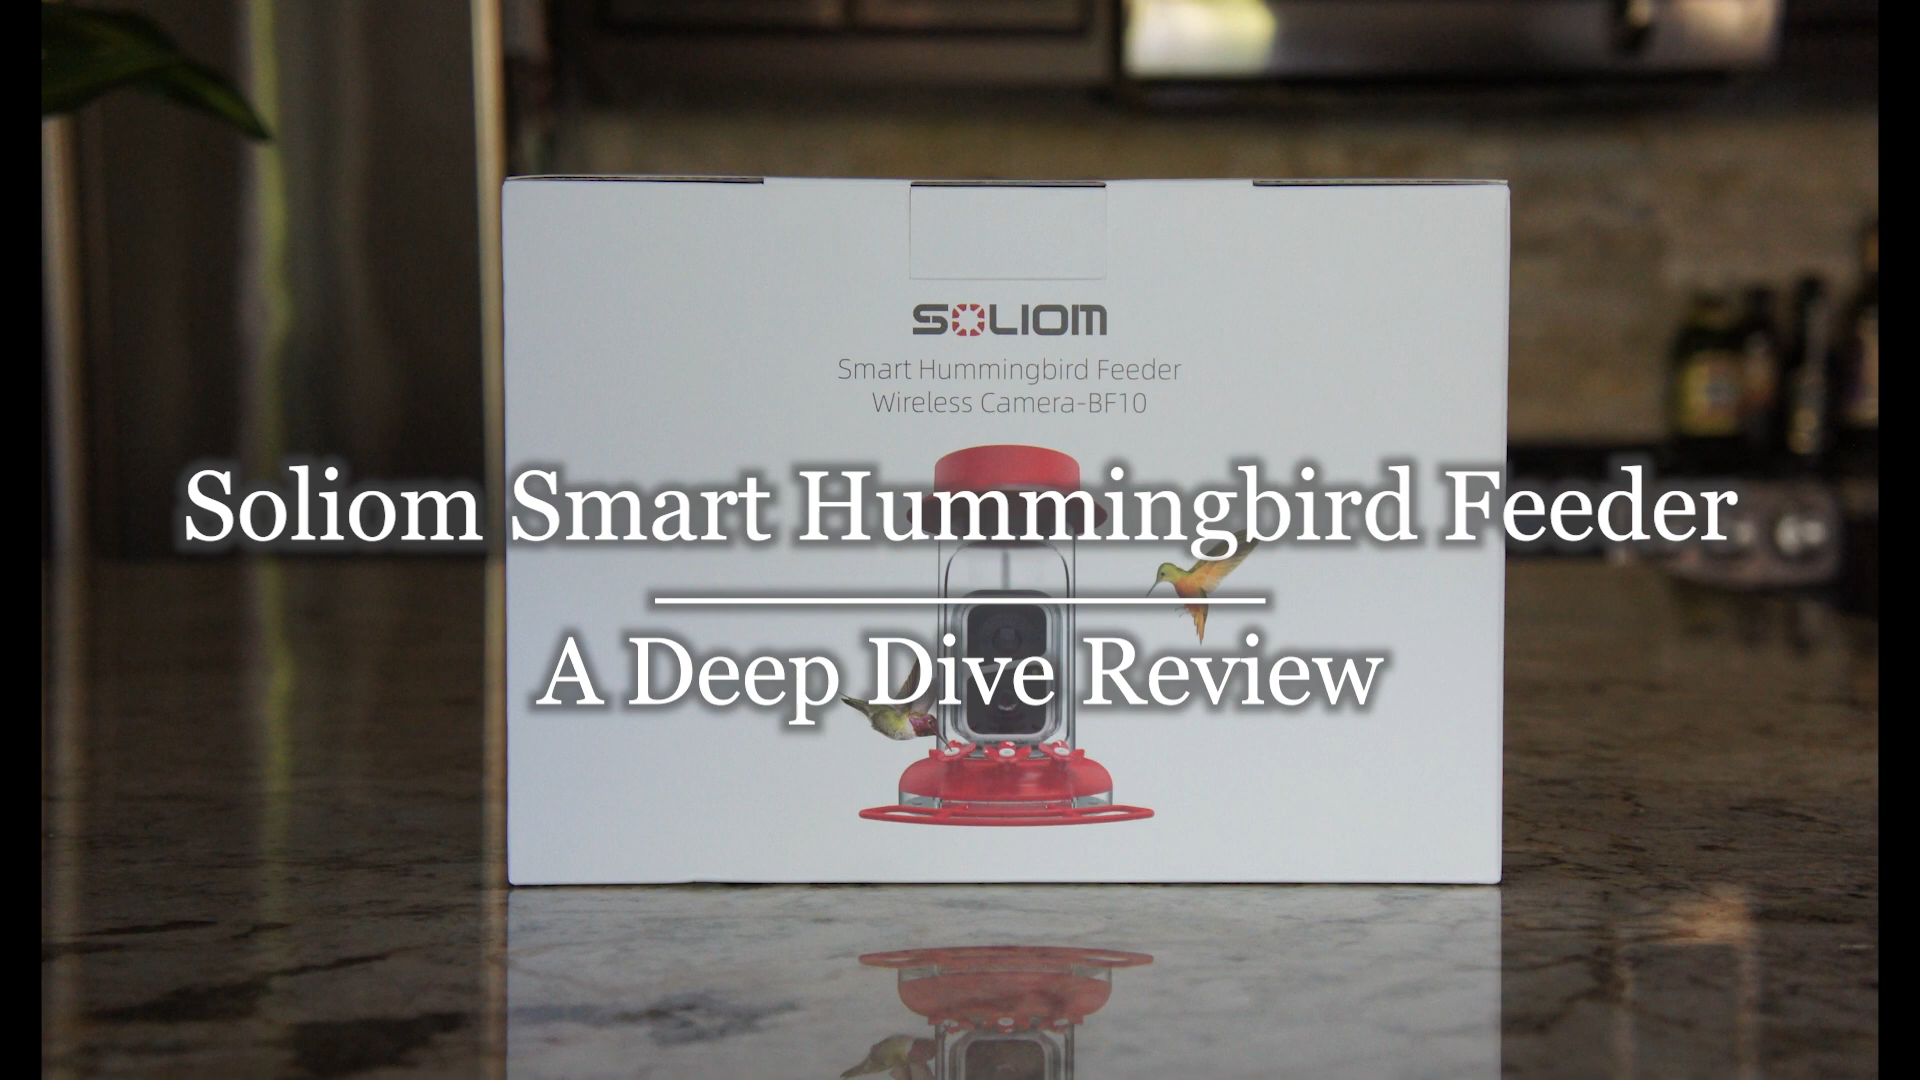 SOLIOM
Smart Hummingbird Feeder
Wireless Camera-BF10
Soliom Smart Hummingbird Feeder
A Deep Dive Review